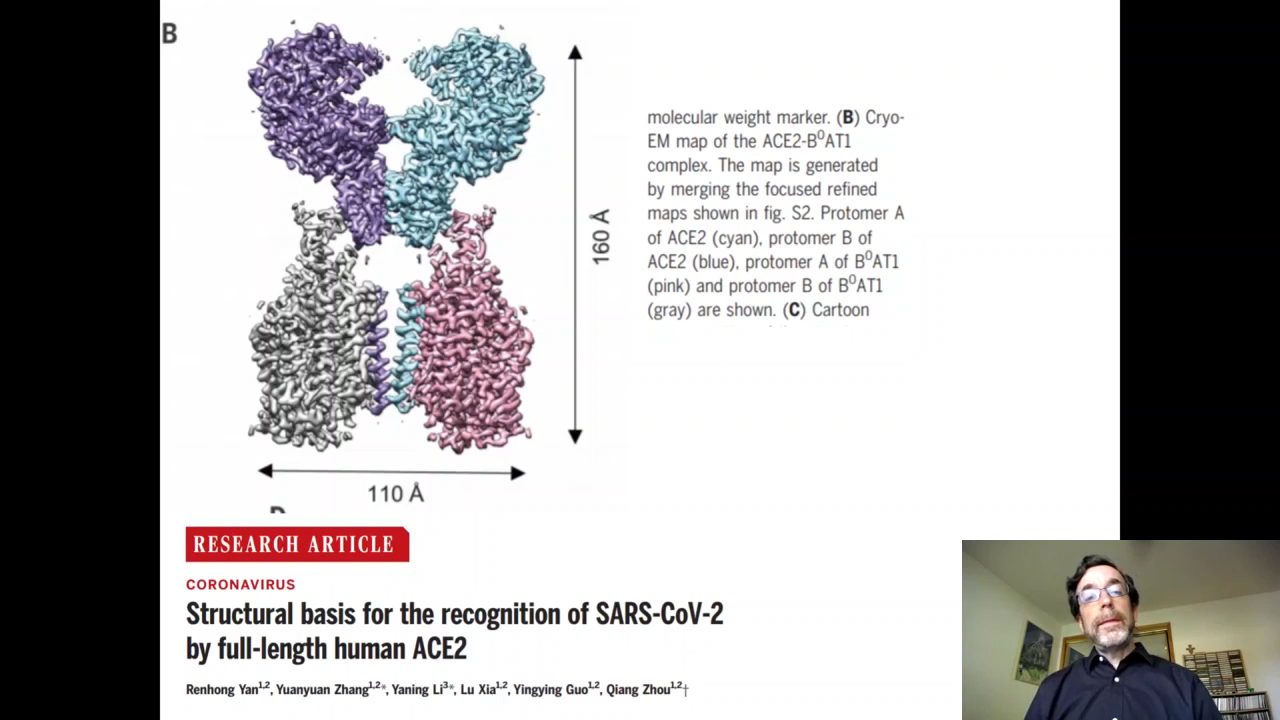 B
molecular weight marker. (B) Cryo-
EM map of the ACE2-B⁰AT1
complex. The map is generated
by merging the focused refined
maps shown in fig. S2. Protomer A
of ACE2 (cyan), protomer B of
ACE2 (blue), protomer A of B⁰AT1
(pink) and protomer B of B⁰AT1
(gray) are shown. (C) Cartoon
160 Å
110 Å
RESEARCH ARTICLE
CORONAVIRUS
Structural basis for the recognition of SARS-CoV-2
by full-length human ACE2
Renhong Yan¹,², Yuanyuan Zhang¹,²*, Yaning Li³*, Lu Xia¹,², Yingying Guo¹,², Qiang Zhou¹,²†